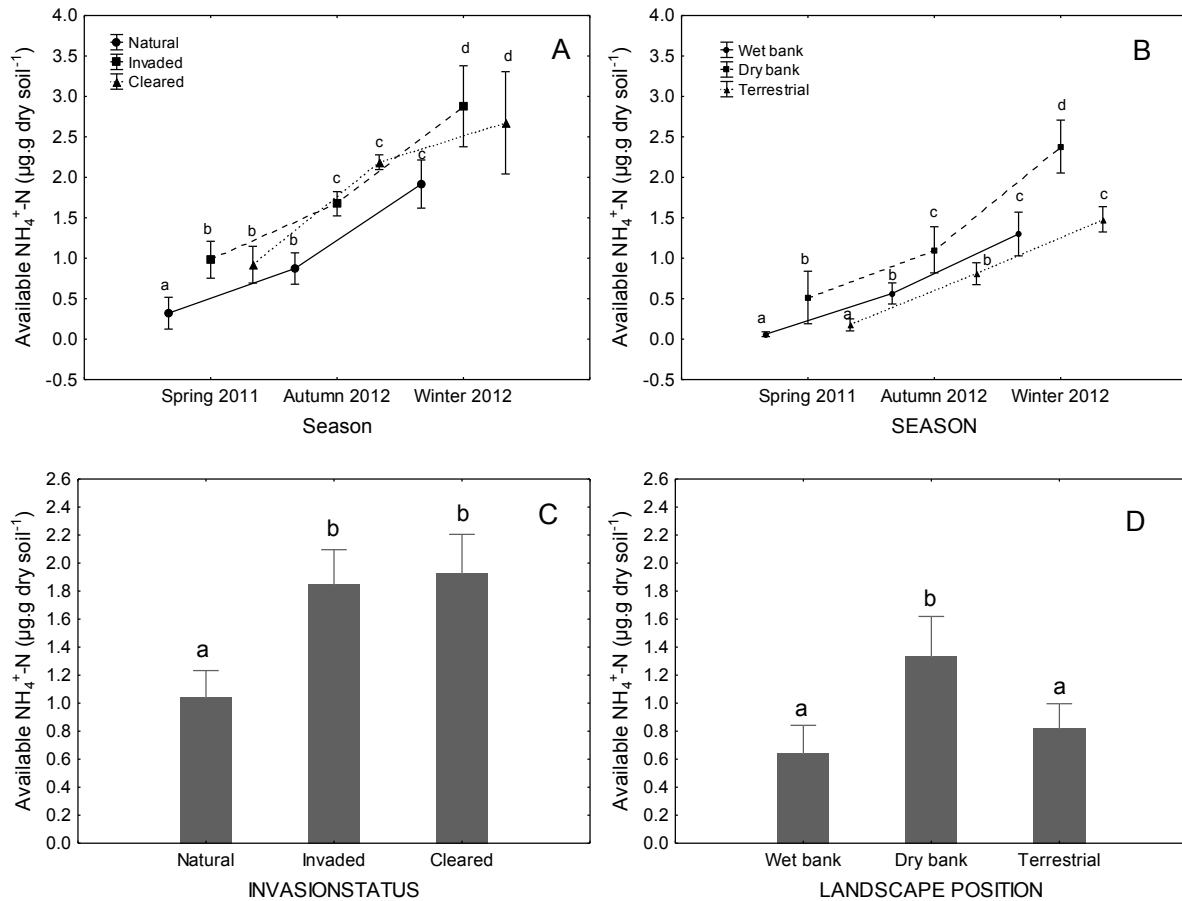 A
Natural
Invaded
Cleared
4.0
3.5
3.0
2.5
2.0
1.5
1.0
0.5
0.0
-0.5
Available NH₄⁺-N (µg.g dry soil⁻¹)
a
b
b
b
c
c
c
d
d
Spring 2011 Autumn 2012 Winter 2012
Season
B
Wet bank
Dry bank
Terrestrial
4.0
3.5
3.0
2.5
2.0
1.5
1.0
0.5
0.0
-0.5
Available NH₄⁺-N (µg.g dry soil⁻¹)
a
b
a
b
c
b
c
d
c
Spring 2011 Autumn 2012 Winter 2012
SEASON
C
2.6
2.4
2.2
2.0
1.8
1.6
1.4
1.2
1.0
0.8
0.6
0.4
0.2
0.0
Available NH₄⁺-N (µg.g dry soil⁻¹)
a
b
b
Natural Invaded Cleared
INVASIONSTATUS
D
2.6
2.4
2.2
2.0
1.8
1.6
1.4
1.2
1.0
0.8
0.6
0.4
0.2
0.0
Available NH₄⁺-N (µg.g dry soil⁻¹)
a
b
a
Wet bank Dry bank Terrestrial
LANDSCAPE POSITION